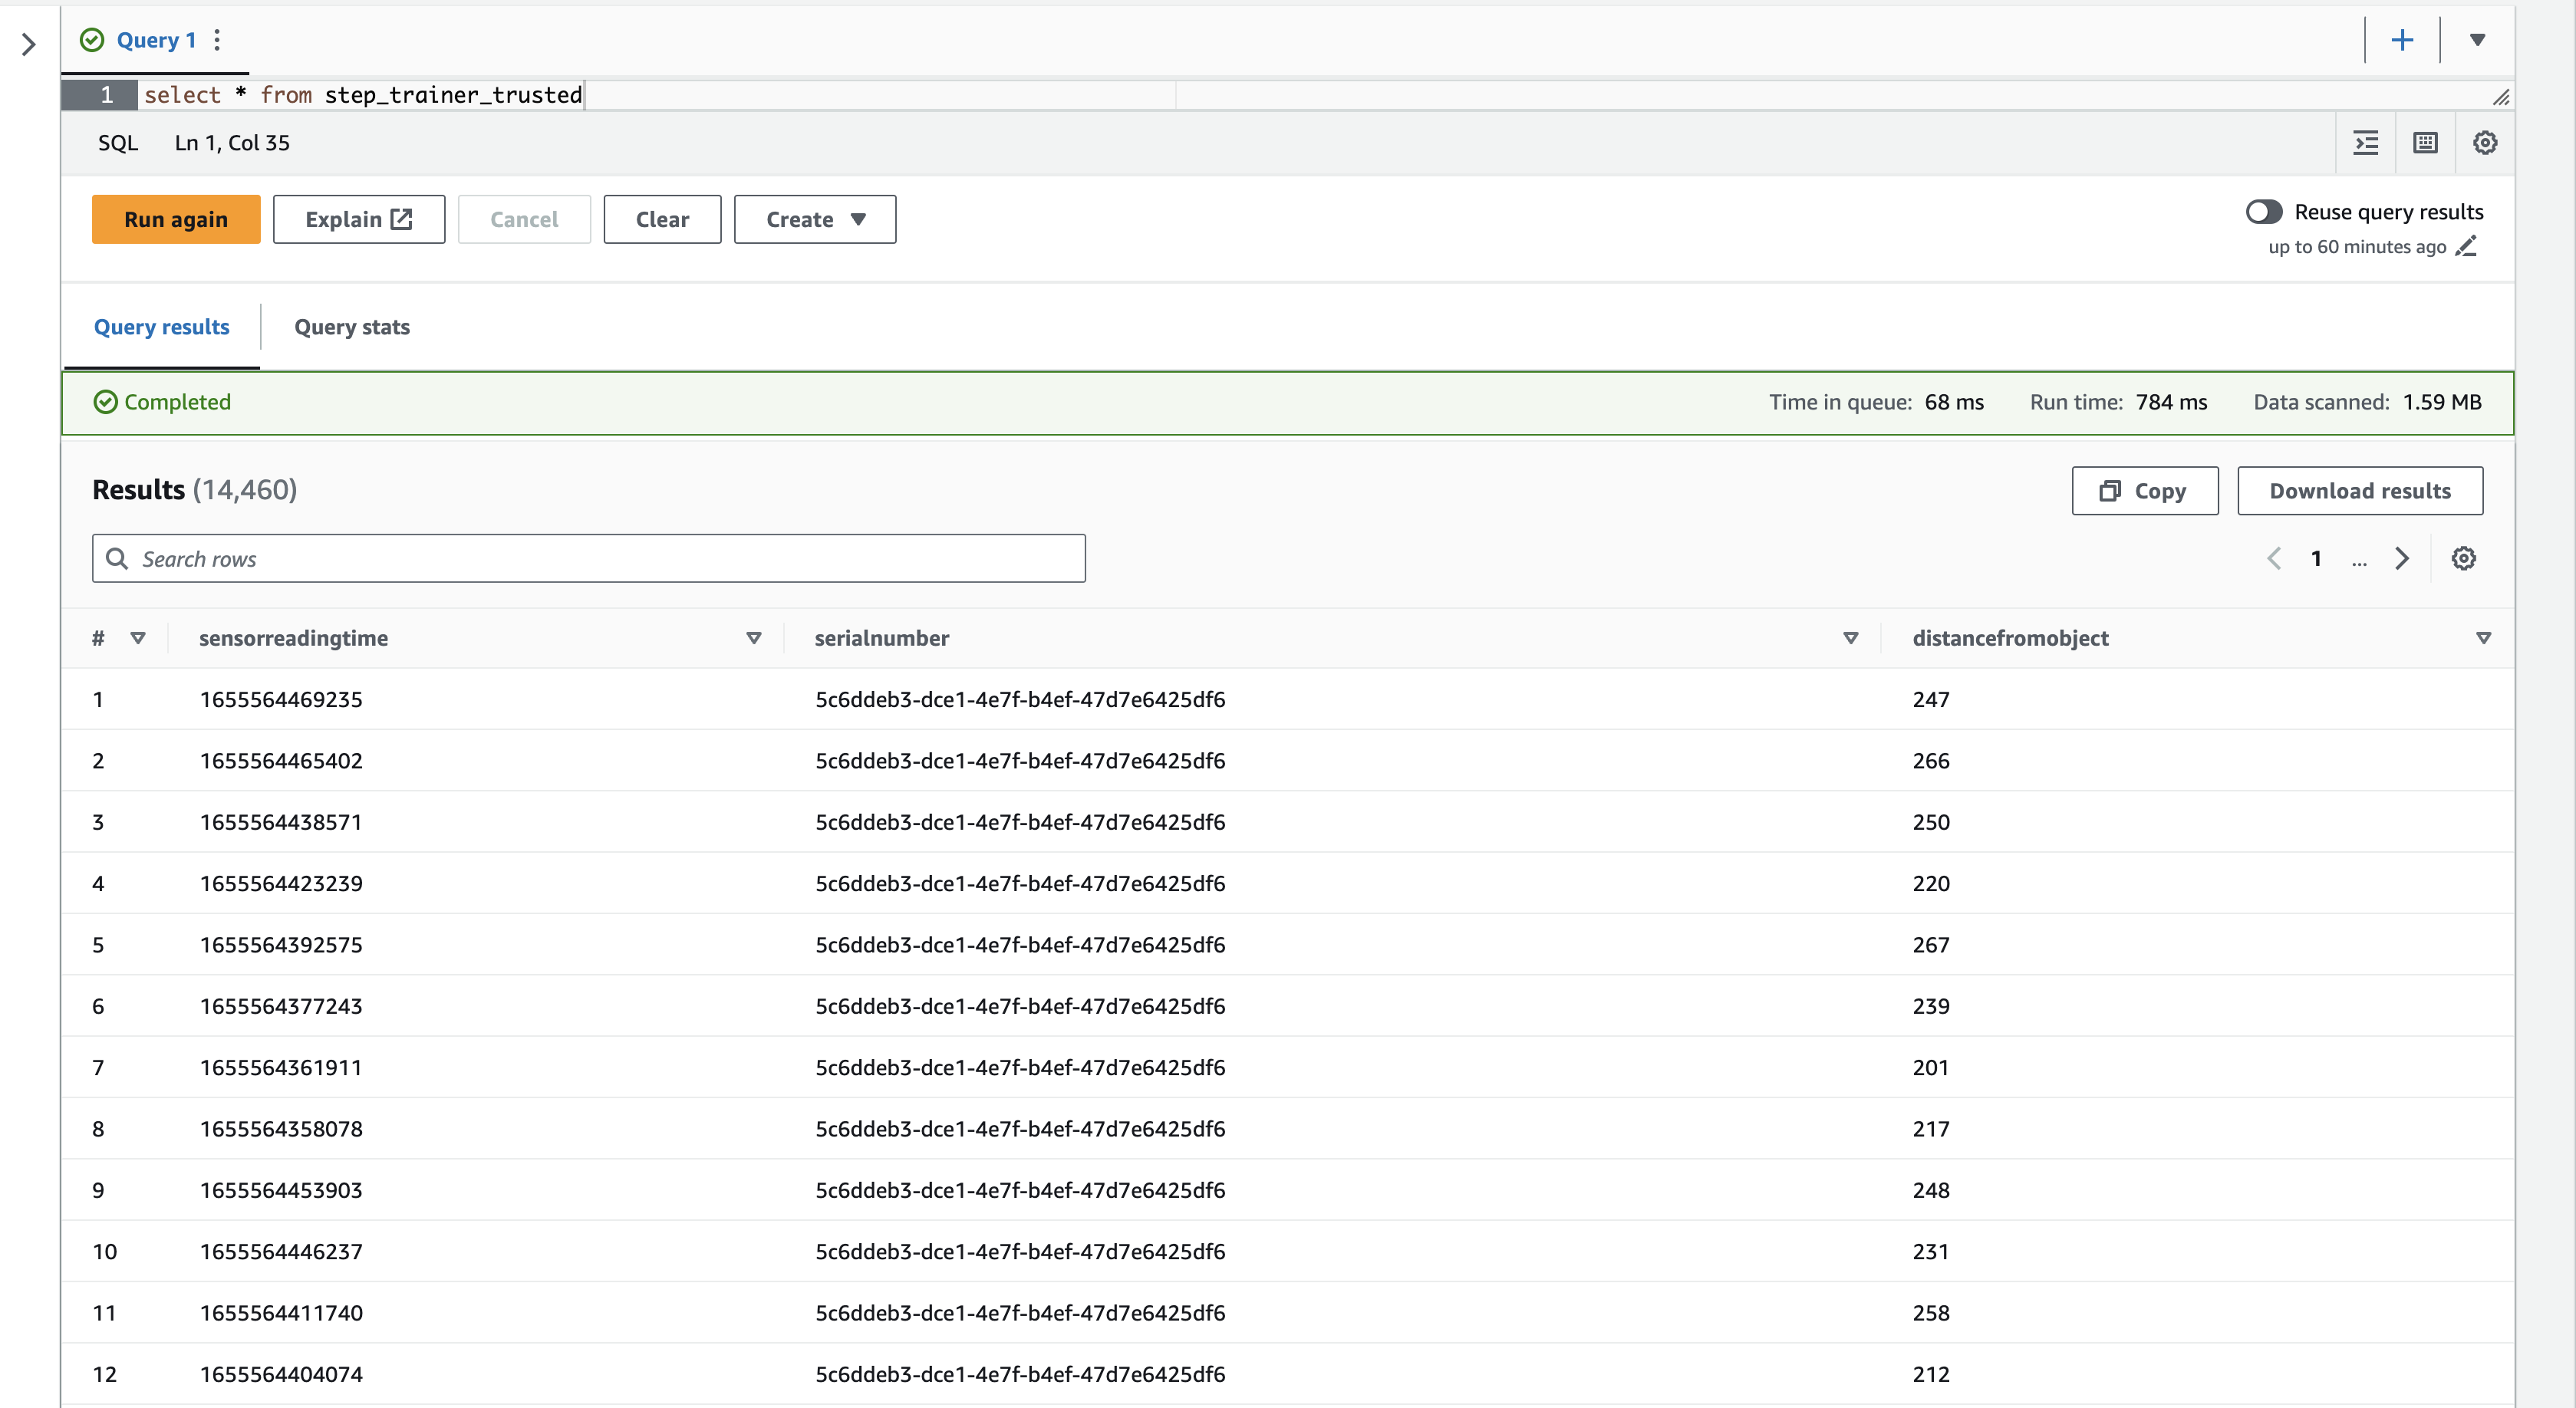 Query 1
1 select * from step_trainer_trusted
SQL Ln 1, Col 35
Run again Explain Cancel Clear Create Reuse query results
up to 60 minutes ago
Query results Query stats
Completed Time in queue: 68 ms Run time: 784 ms Data scanned: 1.59 MB
Results (14,460) Copy Download results
Search rows 1 ...
# sensorreadingtime serialnumber distancefromobject
1 1655564469235 5c6ddeb3-dce1-4e7f-b4ef-47d7e6425df6 247
2 1655564465402 5c6ddeb3-dce1-4e7f-b4ef-47d7e6425df6 266
3 1655564438571 5c6ddeb3-dce1-4e7f-b4ef-47d7e6425df6 250
4 1655564423239 5c6ddeb3-dce1-4e7f-b4ef-47d7e6425df6 220
5 1655564392575 5c6ddeb3-dce1-4e7f-b4ef-47d7e6425df6 267
6 1655564377243 5c6ddeb3-dce1-4e7f-b4ef-47d7e6425df6 239
7 1655564361911 5c6ddeb3-dce1-4e7f-b4ef-47d7e6425df6 201
8 1655564358078 5c6ddeb3-dce1-4e7f-b4ef-47d7e6425df6 217
9 1655564453903 5c6ddeb3-dce1-4e7f-b4ef-47d7e6425df6 248
10 1655564446237 5c6ddeb3-dce1-4e7f-b4ef-47d7e6425df6 231
11 1655564411740 5c6ddeb3-dce1-4e7f-b4ef-47d7e6425df6 258
12 1655564404074 5c6ddeb3-dce1-4e7f-b4ef-47d7e6425df6 212